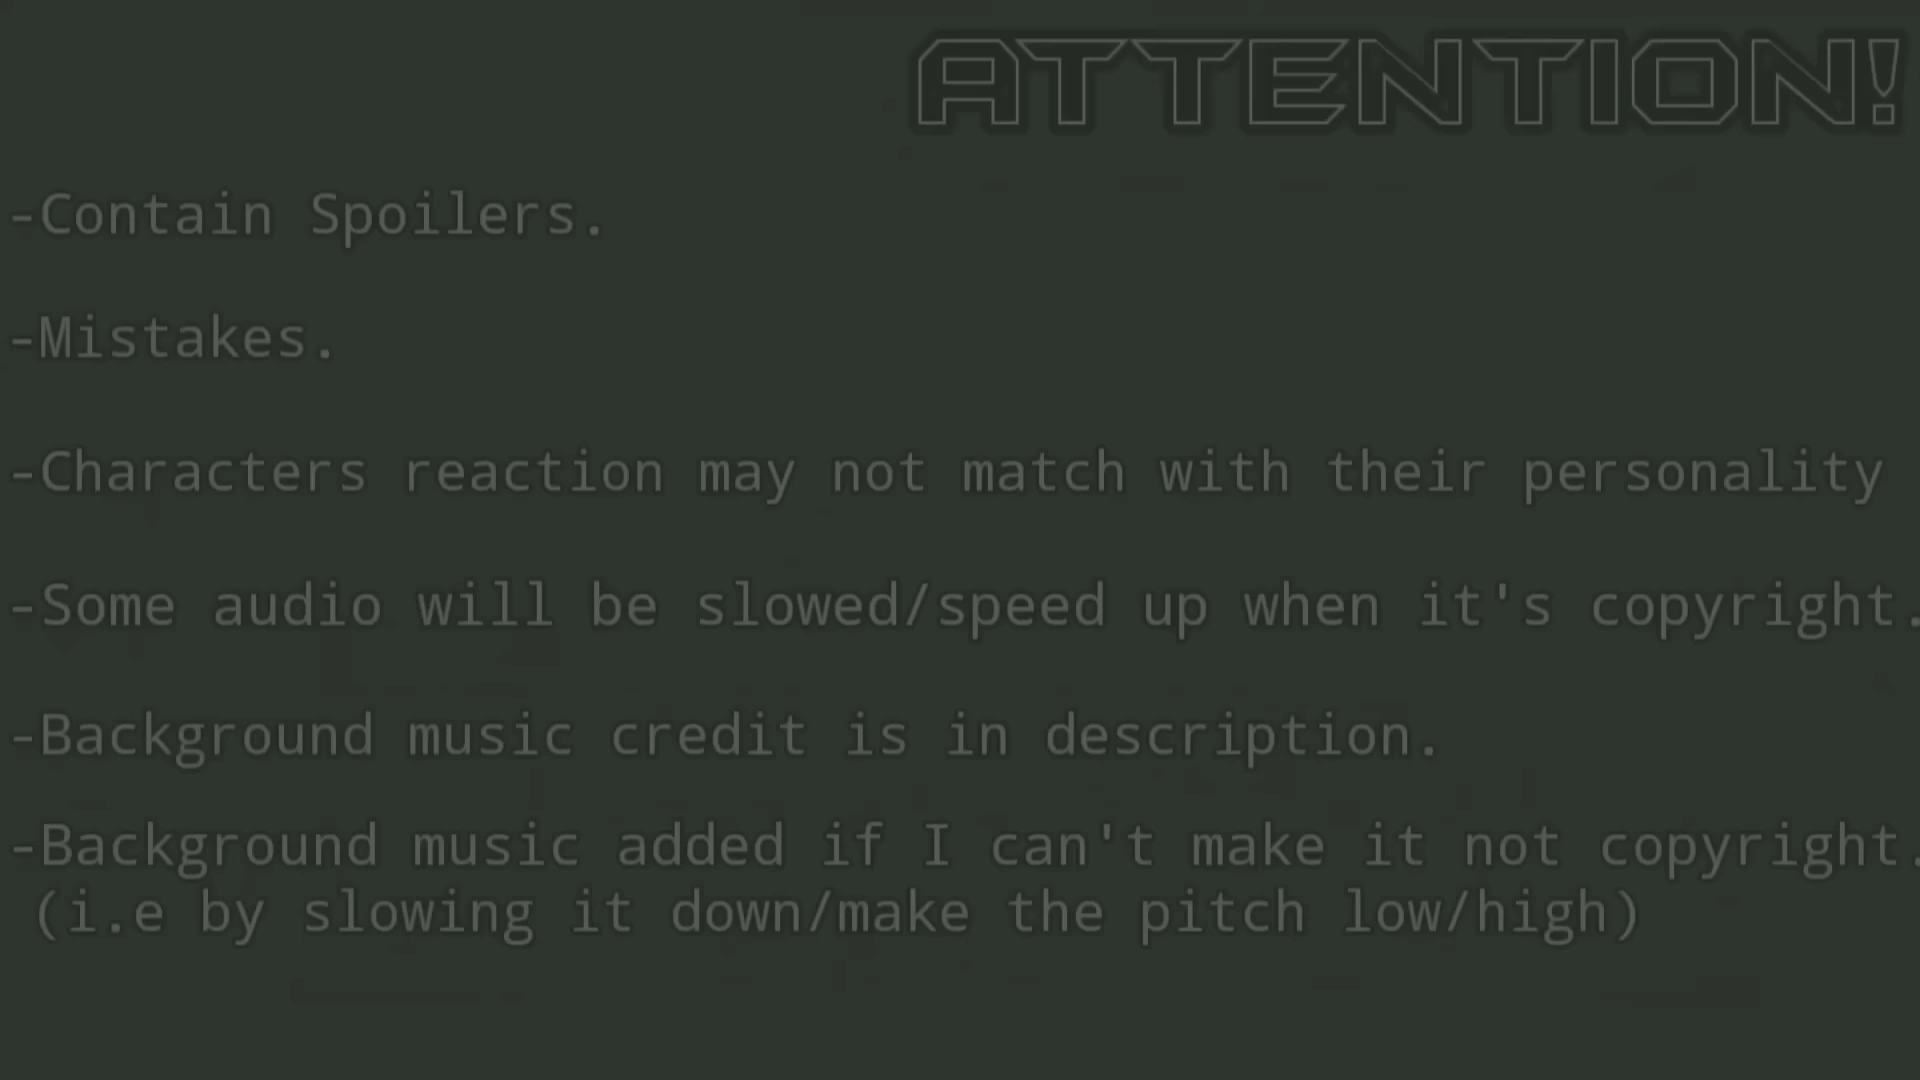 ATTENTION!
-Contain Spoilers.
-Mistakes.
-Characters reaction may not match with their personality
-Some audio will be slowed/speed up when it's copyright.
-Background music credit is in description.
-Background music added if I can't make it not copyright.
(i.e by slowing it down/make the pitch low/high)